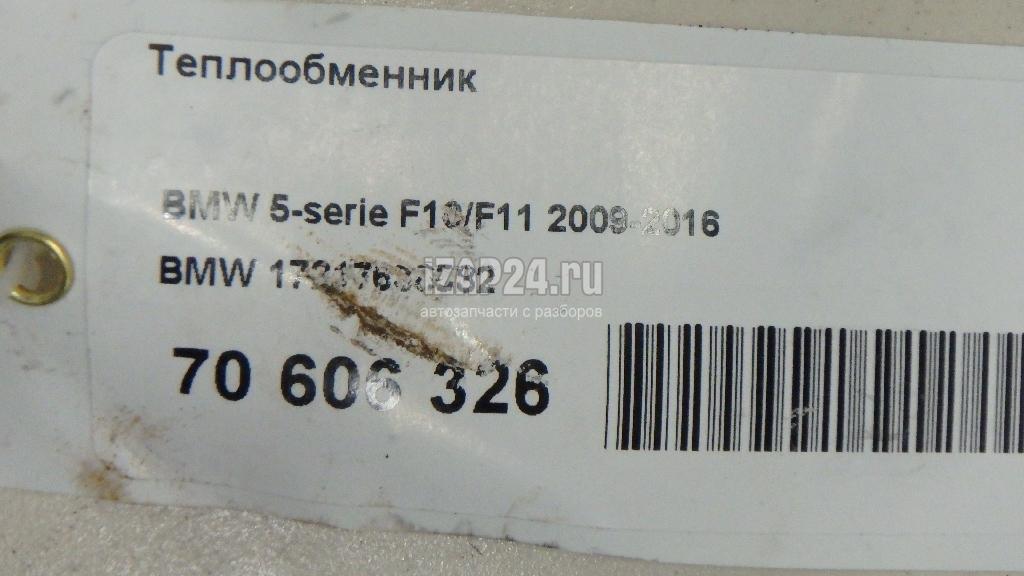 Теплообменник
BMW 5-serie F10/F11 2009-2016
BMW
iZAP24.ru
автозапчасти с разборов
70 606 326